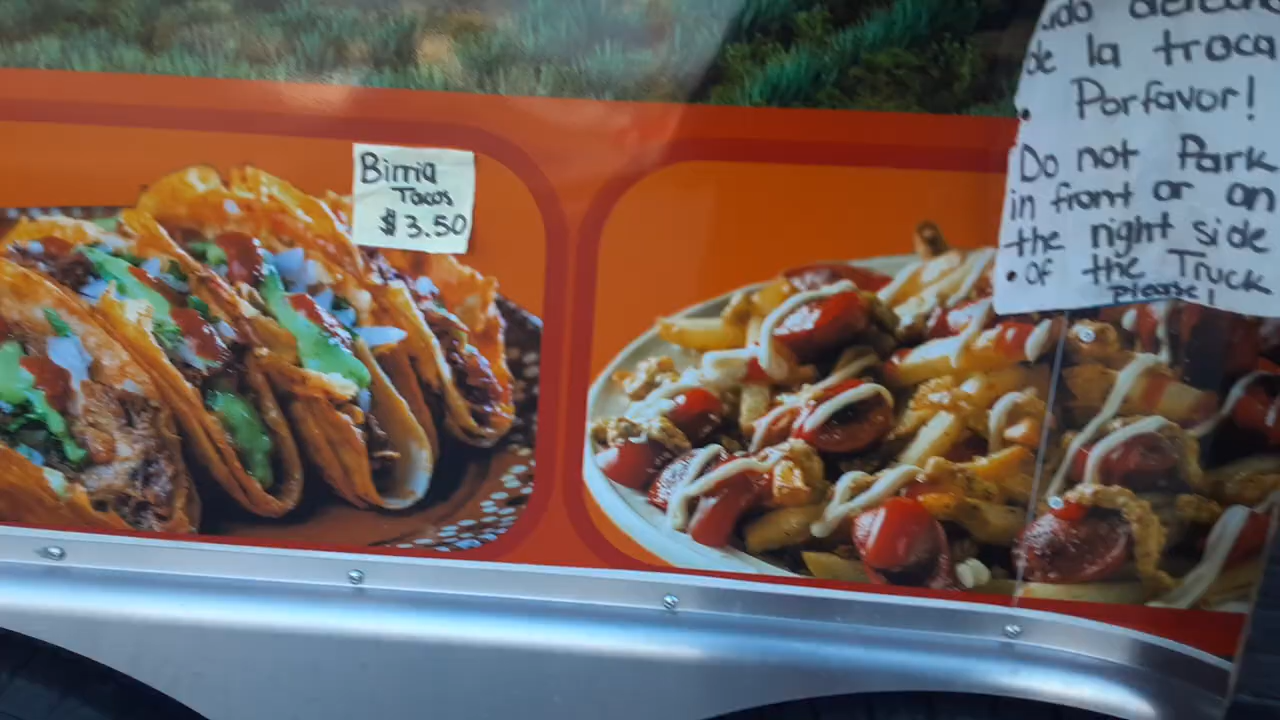 Birria
Tacos
$3.50
de la troca
• Porfavor!
Do not Park
in front or on
the right side
• of the Truck
please!